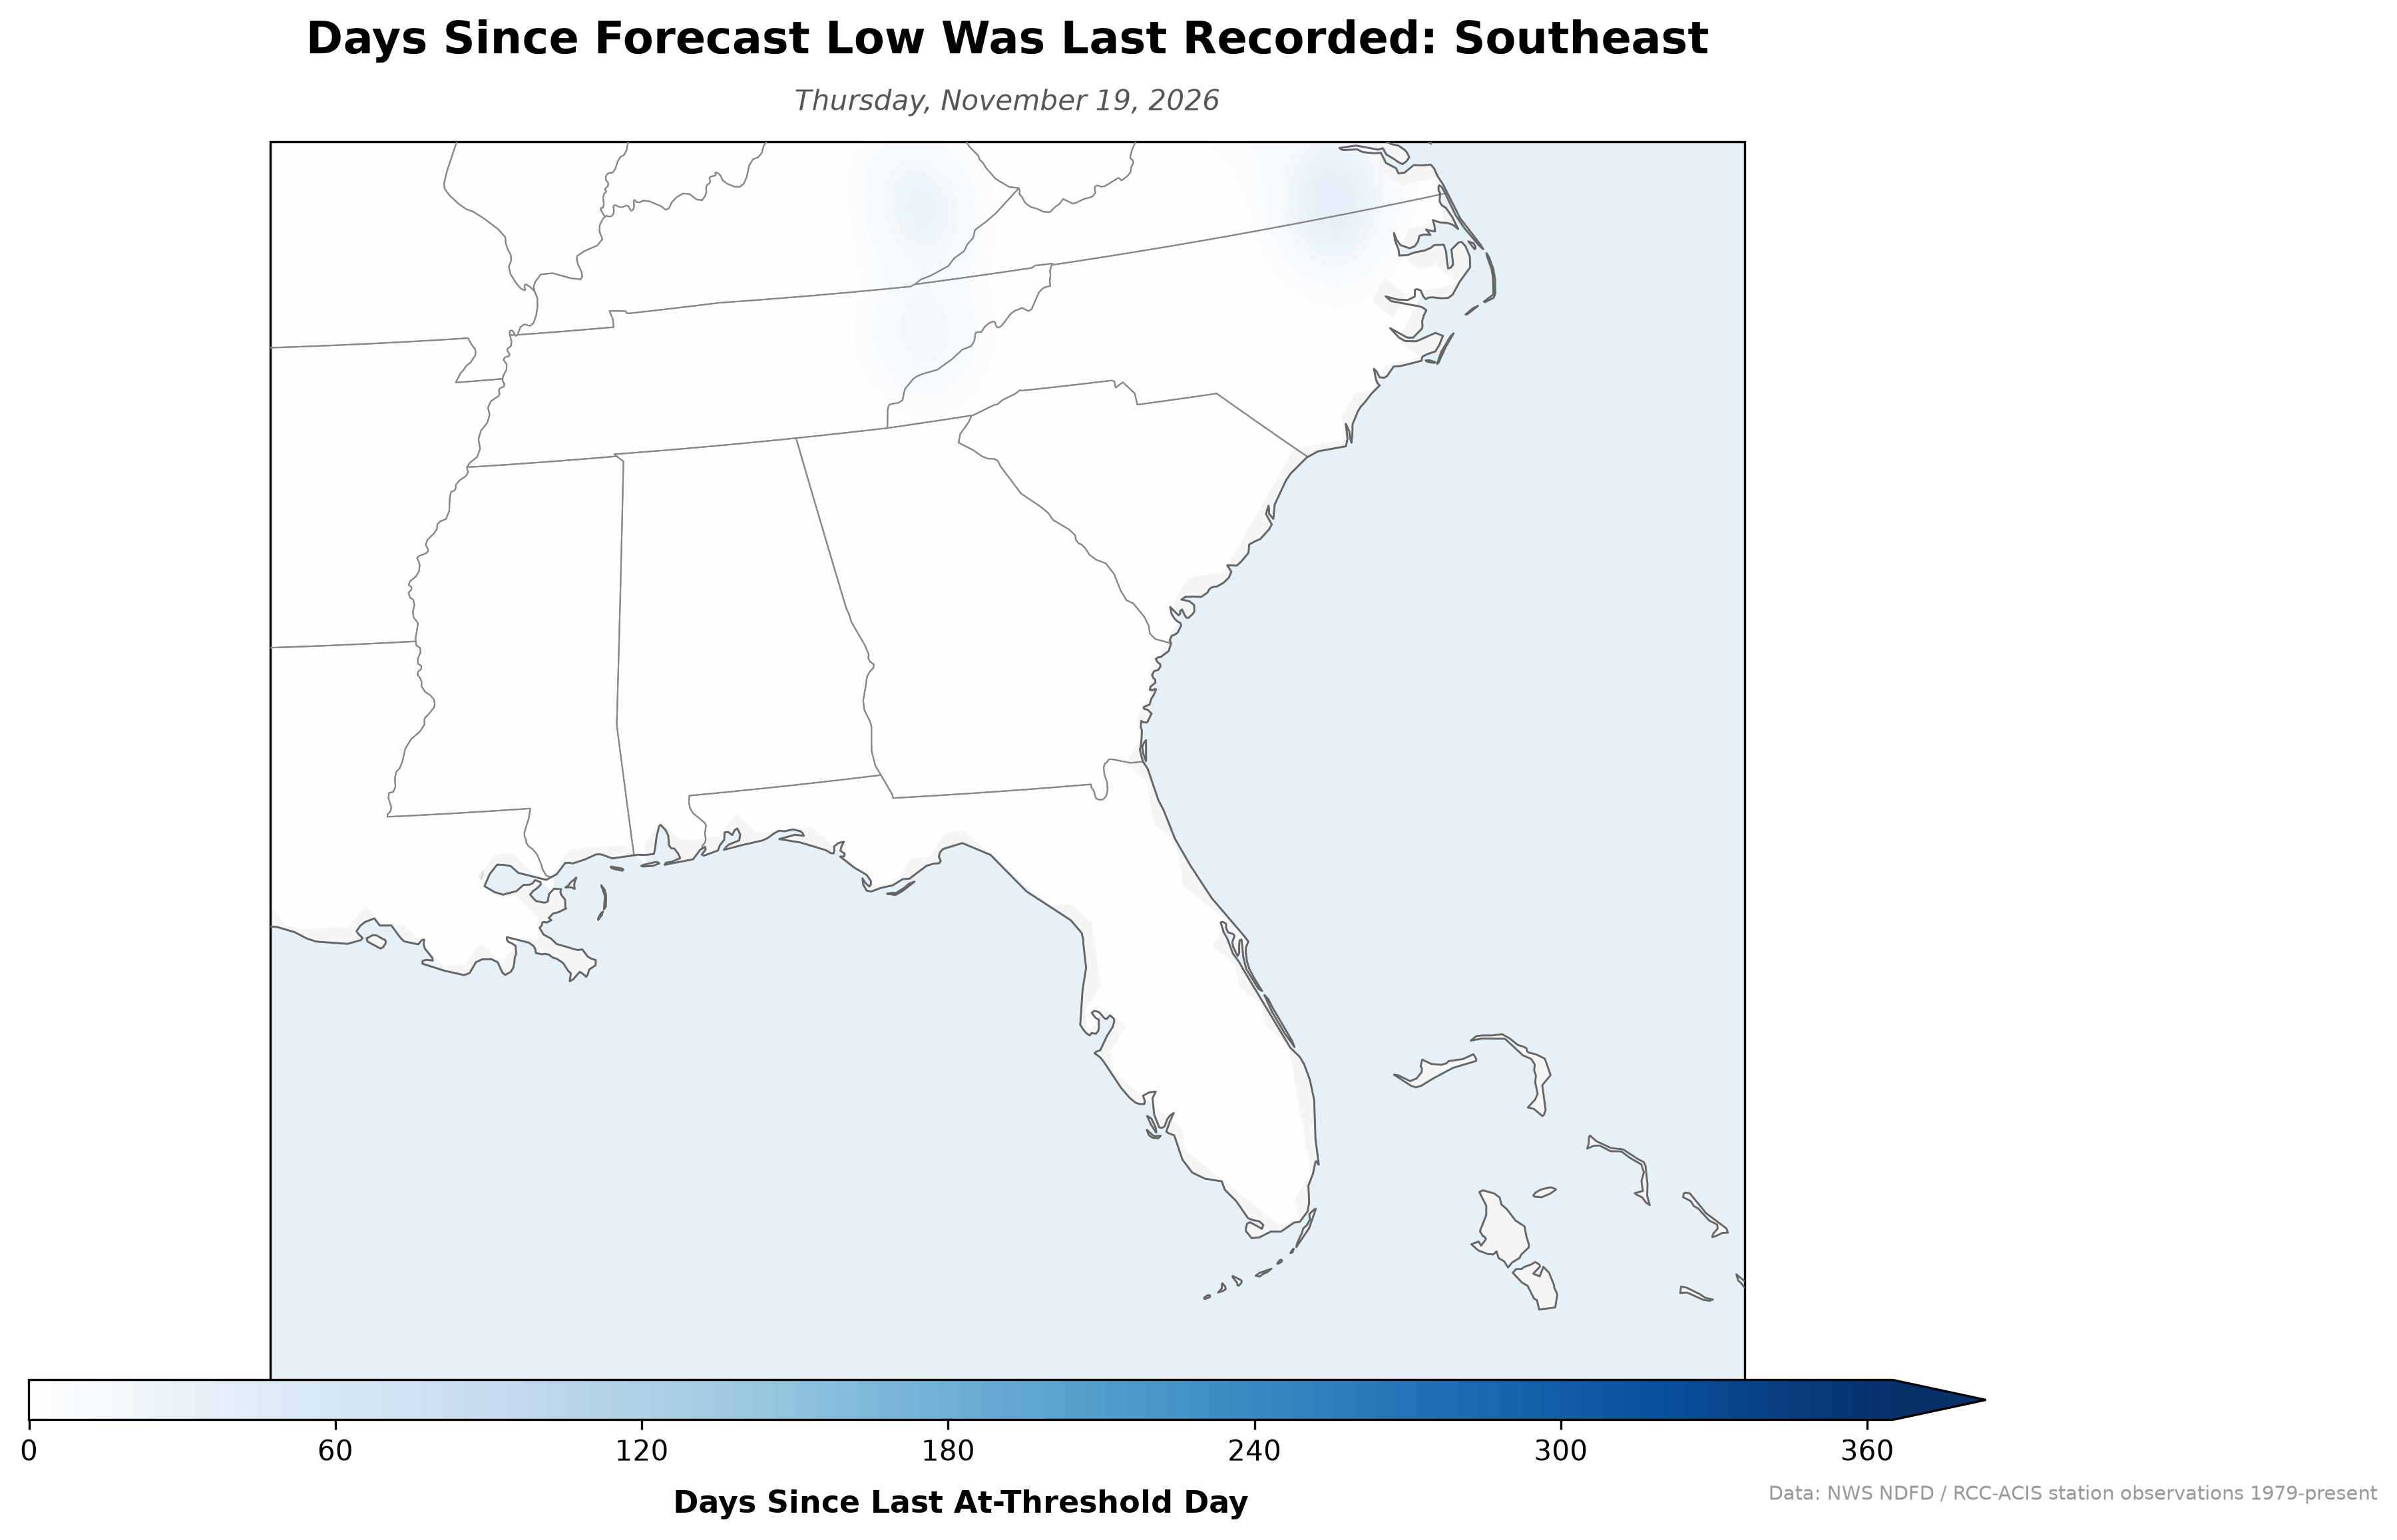 Days Since Forecast Low Was Last Recorded: Southeast
Thursday, November 19, 2026
0 60 120 180 240 300 360
Days Since Last At-Threshold Day
Data: NWS NDFD / RCC-ACIS station observations 1979-present